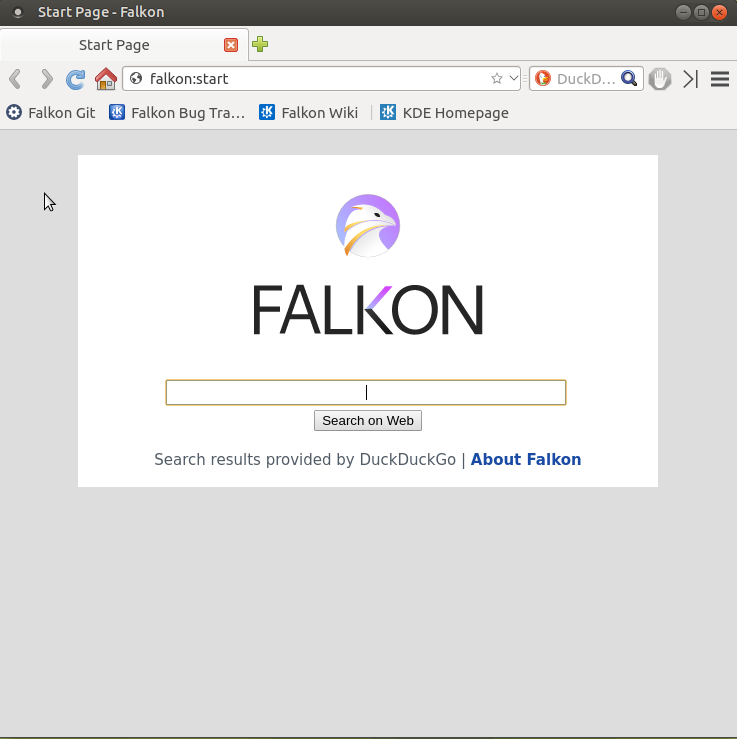 Start Page - Falkon
Start Page
falkon:start
DuckD...
Falkon Git Falkon Bug Tra... Falkon Wiki KDE Homepage
FALKON
Search on Web
Search results provided by DuckDuckGo | About Falkon